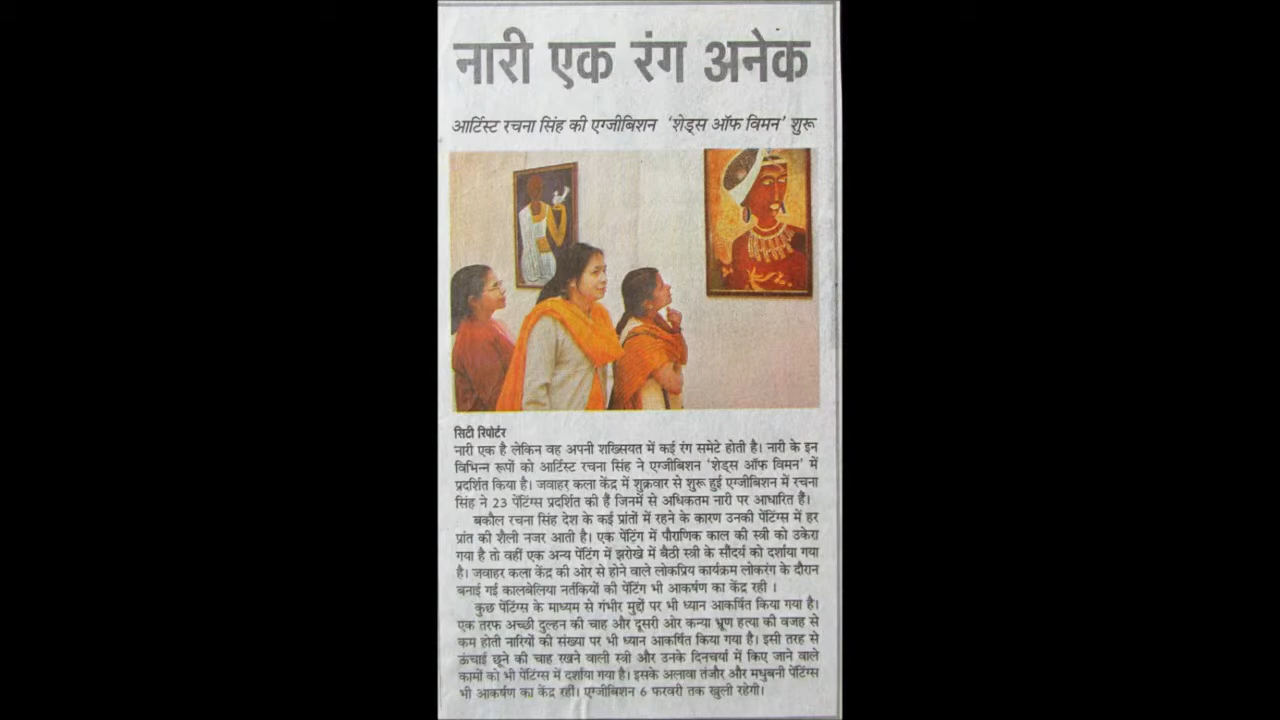 नारी एक रंग अनेक
आर्टिस्ट रचना सिंह की एग्जीबिशन 'शेड्स ऑफ विमन' शुरू
सिटी रिपोर्टर
नारी एक है लेकिन वह अपनी शख्सियत में कई रंग समेटे होती है। नारी के इन
विभिन्न रूपों को आर्टिस्ट रचना सिंह ने एग्जीबिशन 'शेड्स ऑफ विमन' में
प्रदर्शित किया है। जवाहर कला केंद्र में शुक्रवार से शुरू हुई एग्जीबिशन में रचना
सिंह ने 23 पेंटिंग्स प्रदर्शित की हैं जिनमें से अधिकतम नारी पर आधारित हैं।
बकौल रचना सिंह देश के कई प्रांतों में रहने के कारण उनकी पेंटिंग्स में हर
प्रांत की शैली नजर आती है। एक पेंटिंग में पौराणिक काल की स्त्री को उकेरा
गया है तो वहीं एक अन्य पेंटिंग में झरोखे में बैठी स्त्री के सौंदर्य को दर्शाया गया
है। जवाहर कला केंद्र की ओर से होने वाले लोकप्रिय कार्यक्रम लोकरंग के दौरान
बनाई गई कालबेलिया नर्तकियों की पेंटिंग भी आकर्षण का केंद्र रही ।
कुछ पेंटिंग्स के माध्यम से गंभीर मुद्दों पर भी ध्यान आकर्षित किया गया है।
एक तरफ अच्छी दुल्हन की चाह और दूसरी ओर कन्या भ्रूण हत्या की वजह से
कम होती नारियों की संख्या पर भी ध्यान आकर्षित किया गया है। इसी तरह से
ऊंचाई छूने की चाह रखने वाली स्त्री और उनके दिनचर्या में किए जाने वाले
कामों को भी पेंटिंग्स में दर्शाया गया है। इसके अलावा तंजौर और मधुबनी पेंटिंग्स
भी आकर्षण का केंद्र रहीं। एग्जीबिशन 6 फरवरी तक खुली रहेगी।